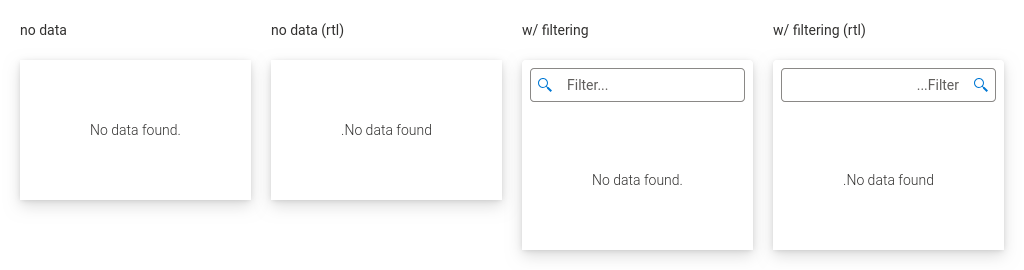 no data
No data found.
no data (rtl)
.No data found
w/ filtering
Filter...
No data found.
w/ filtering (rtl)
...Filter
.No data found